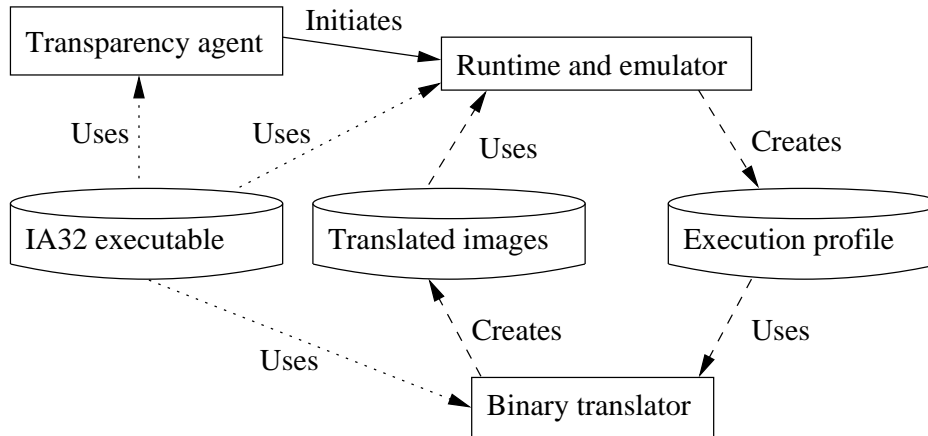 Transparency agent
Initiates
Runtime and emulator
Uses
Uses
Uses
Creates
IA32 executable
Translated images
Execution profile
Uses
Creates
Uses
Binary translator